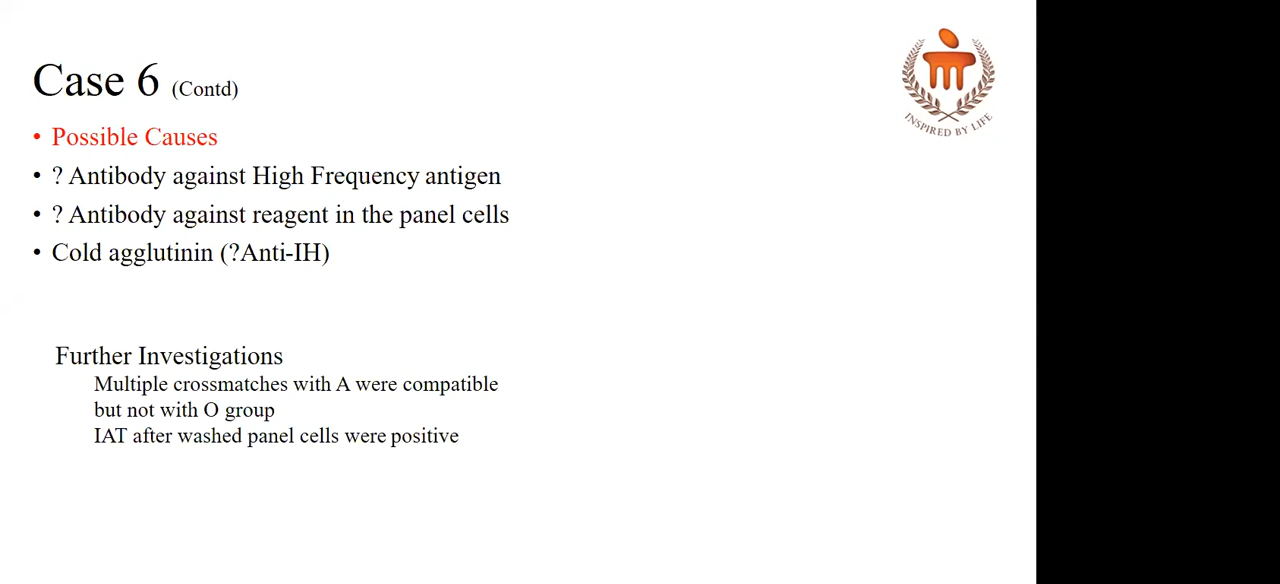 Case 6 (Contd)
• Possible Causes
• ? Antibody against High Frequency antigen
• ? Antibody against reagent in the panel cells
• Cold agglutinin (?Anti-IH)
Further Investigations
Multiple crossmatches with A were compatible
but not with O group
IAT after washed panel cells were positive
INSPIRED BY LIFE